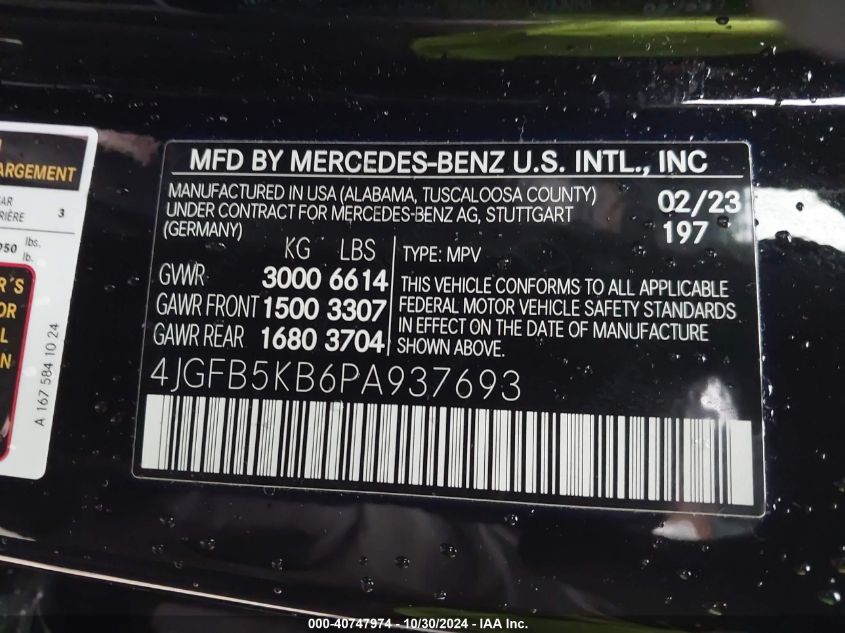 ARGEMENT
3
lbs.
lb.
A 167 584 10 24
MFD BY MERCEDES-BENZ U.S. INTL., INC
MANUFACTURED IN USA (ALABAMA, TUSCALOOSA COUNTY)
UNDER CONTRACT FOR MERCEDES-BENZ AG, STUTTGART
(GERMANY)
02/23
197
KG LBS
GVWR 3000 6614
GAWR FRONT 1500 3307
GAWR REAR 1680 3704
TYPE: MPV
THIS VEHICLE CONFORMS TO ALL APPLICABLE
FEDERAL MOTOR VEHICLE SAFETY STANDARDS
IN EFFECT ON THE DATE OF MANUFACTURE
SHOWN ABOVE.
4JGFB5KB6PA937693
000-40747974 - 10/30/2024 - IAA Inc.